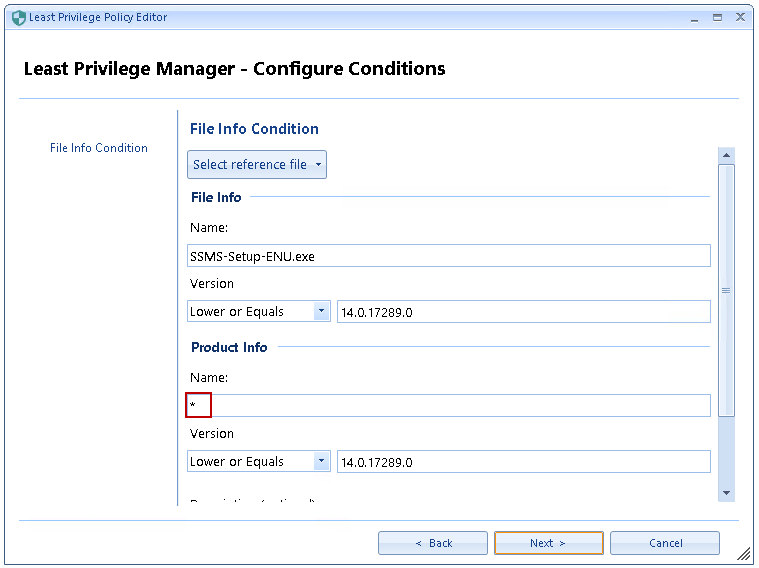 Least Privilege Policy Editor
Least Privilege Manager - Configure Conditions
File Info Condition
File Info Condition
Select reference file
File Info
Name:
SSMS-Setup-ENU.exe
Version
Lower or Equals 14.0.17289.0
Product Info
Name:
*
Version
Lower or Equals 14.0.17289.0
< Back Next > Cancel